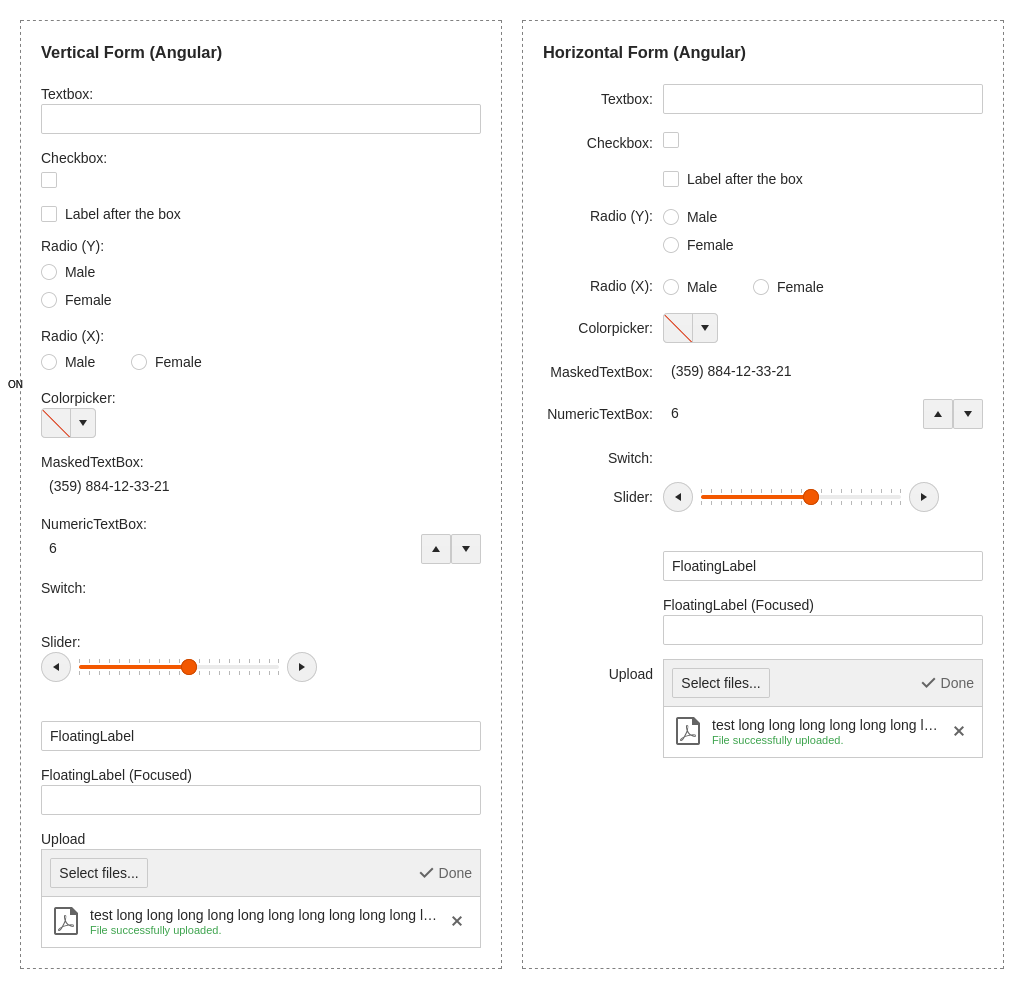 Vertical Form (Angular)
Textbox:
Checkbox:
Label after the box
Radio (Y):
Male
Female
Radio (X):
Male Female
ON
Colorpicker:
MaskedTextBox:
(359) 884-12-33-21
NumericTextBox:
6
Switch:
Slider:
FloatingLabel
FloatingLabel (Focused)
Upload
Select files... Done
test long long long long long long long long long long l…
File successfully uploaded.
Horizontal Form (Angular)
Textbox:
Checkbox:
Label after the box
Radio (Y): Male
Female
Radio (X): Male Female
Colorpicker:
MaskedTextBox: (359) 884-12-33-21
NumericTextBox: 6
Switch:
Slider:
FloatingLabel
FloatingLabel (Focused)
Upload Select files... Done
test long long long long long long l…
File successfully uploaded.